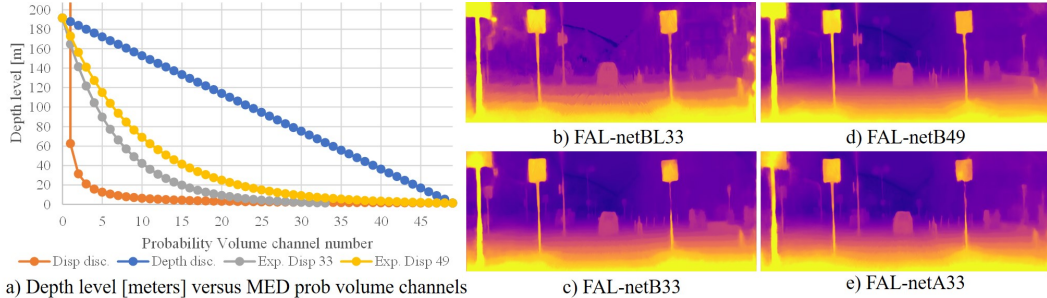 200
180
160
140
120
100
80
60
40
20
0
Depth level [m]
0 5 10 15 20 25 30 35 40 45
Probability Volume channel number
Disp disc. Depth disc. Exp. Disp 33 Exp. Disp 49
a) Depth level [meters] versus MED prob volume channels
b) FAL-netBL33
d) FAL-netB49
c) FAL-netB33
e) FAL-netA33